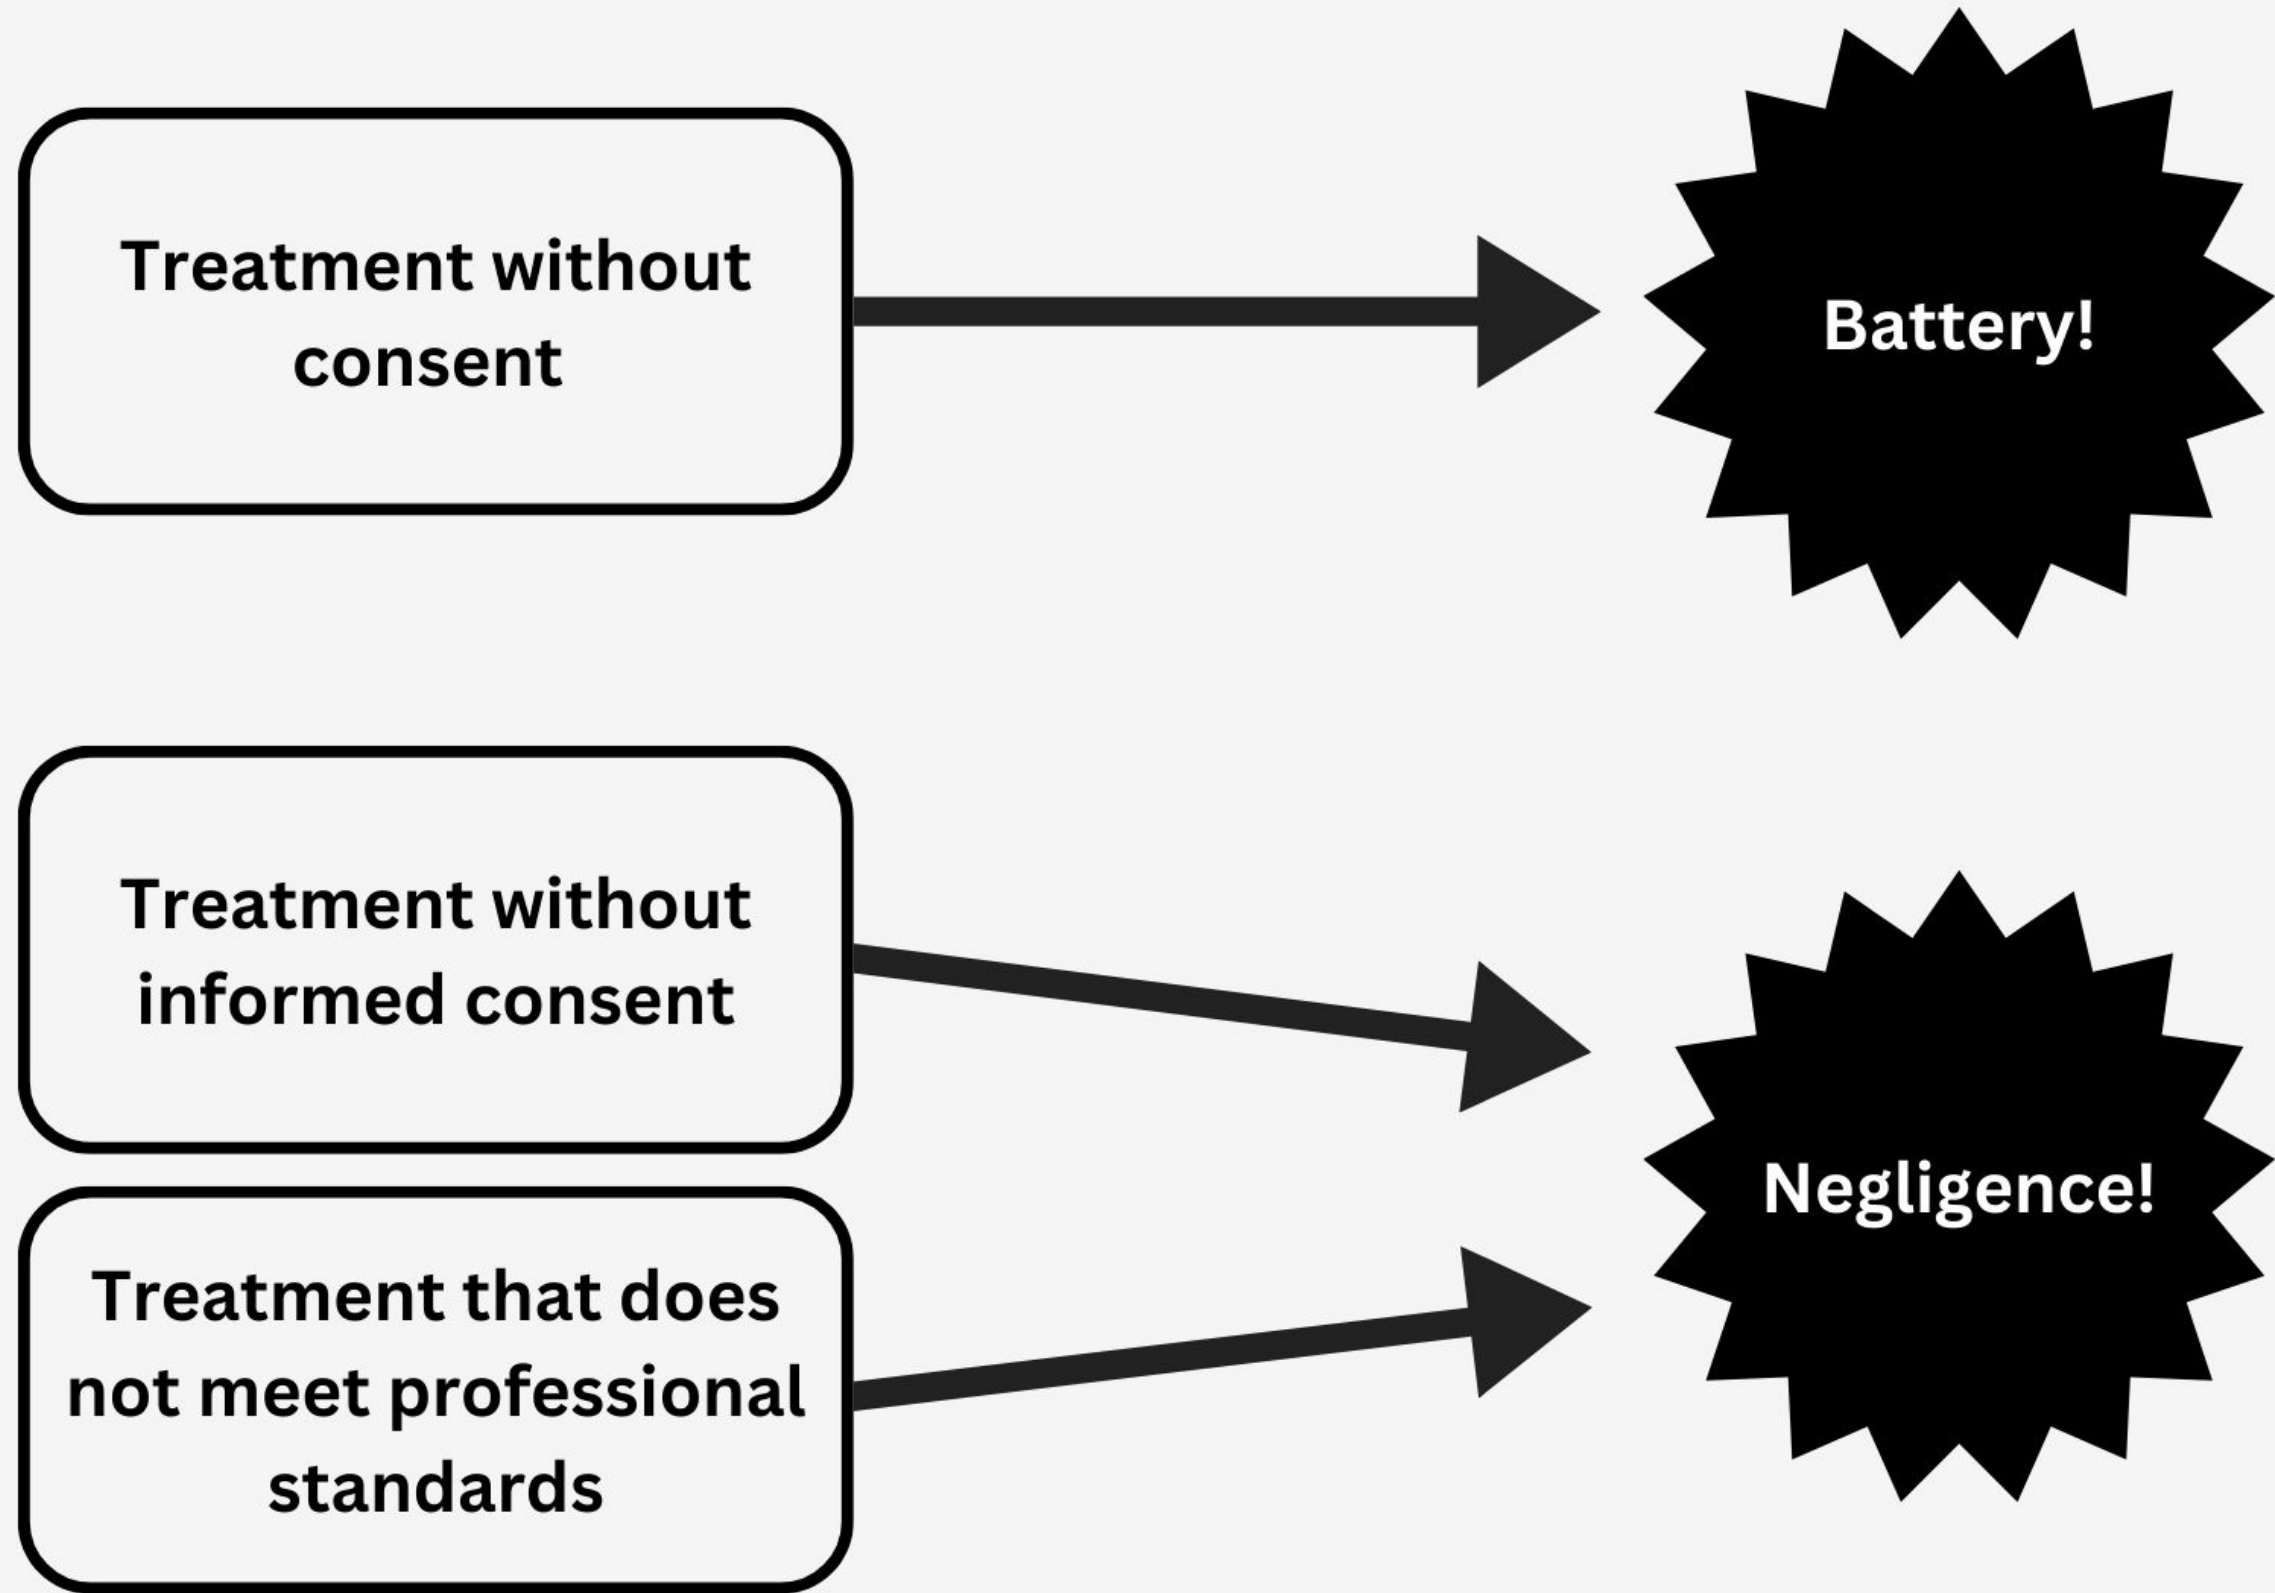 Treatment without
consent
Battery!
Treatment without
informed consent
Negligence!
Treatment that does
not meet professional
standards